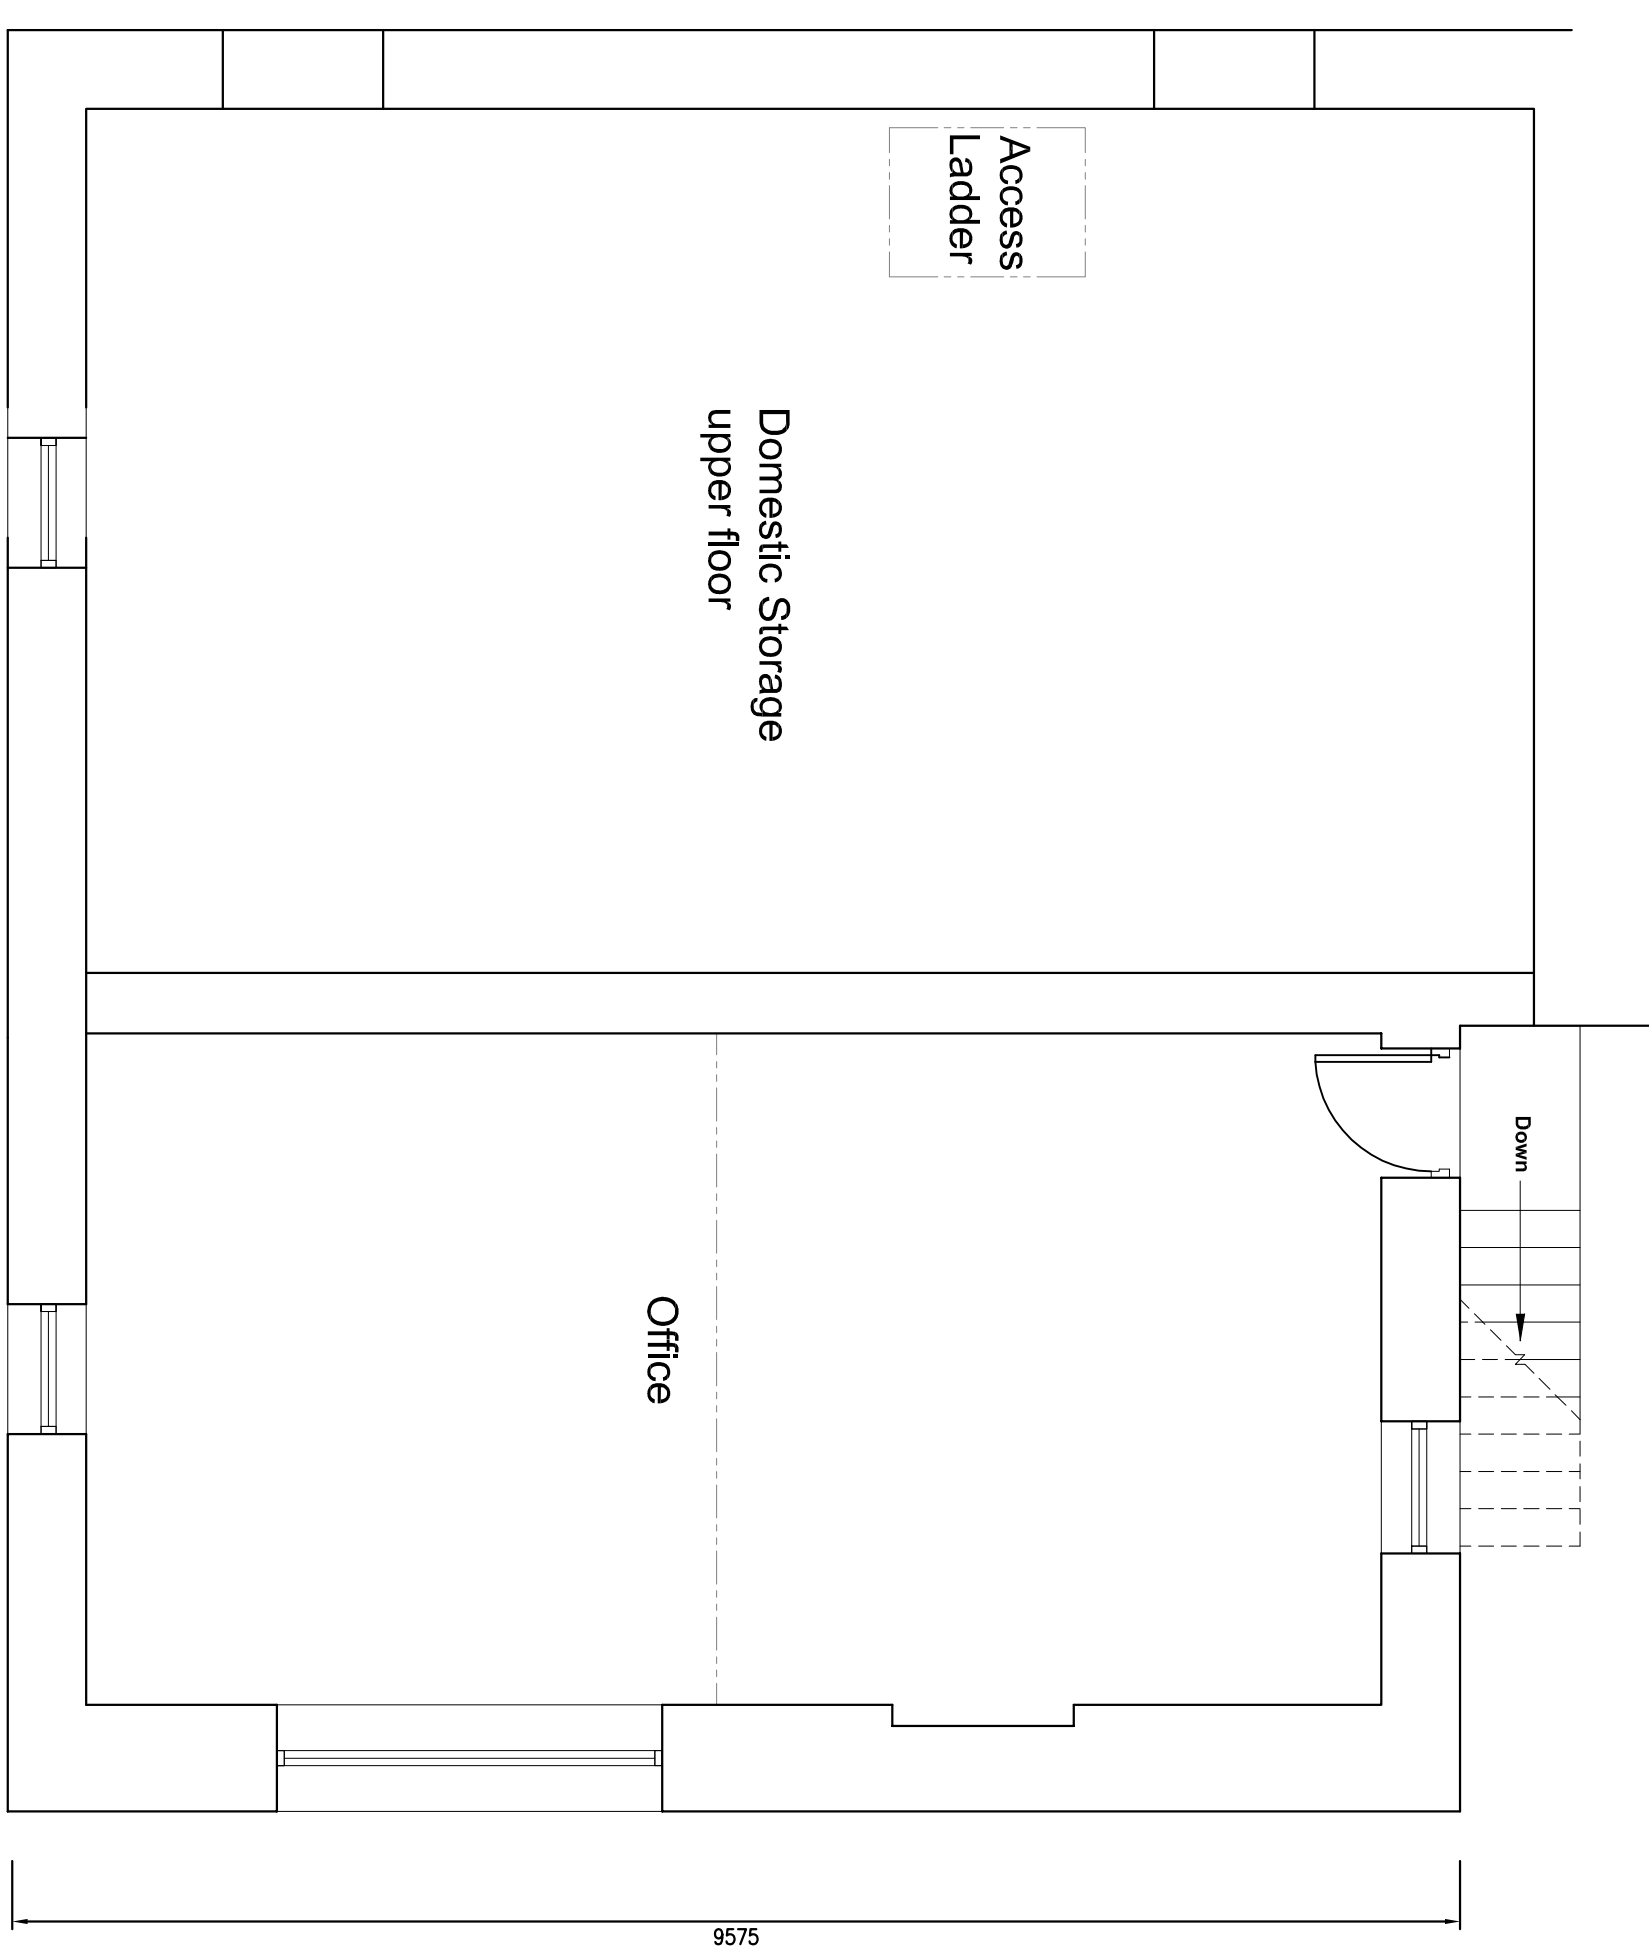 Access
Ladder
Domestic Storage
upper floor
Down
Office
9575